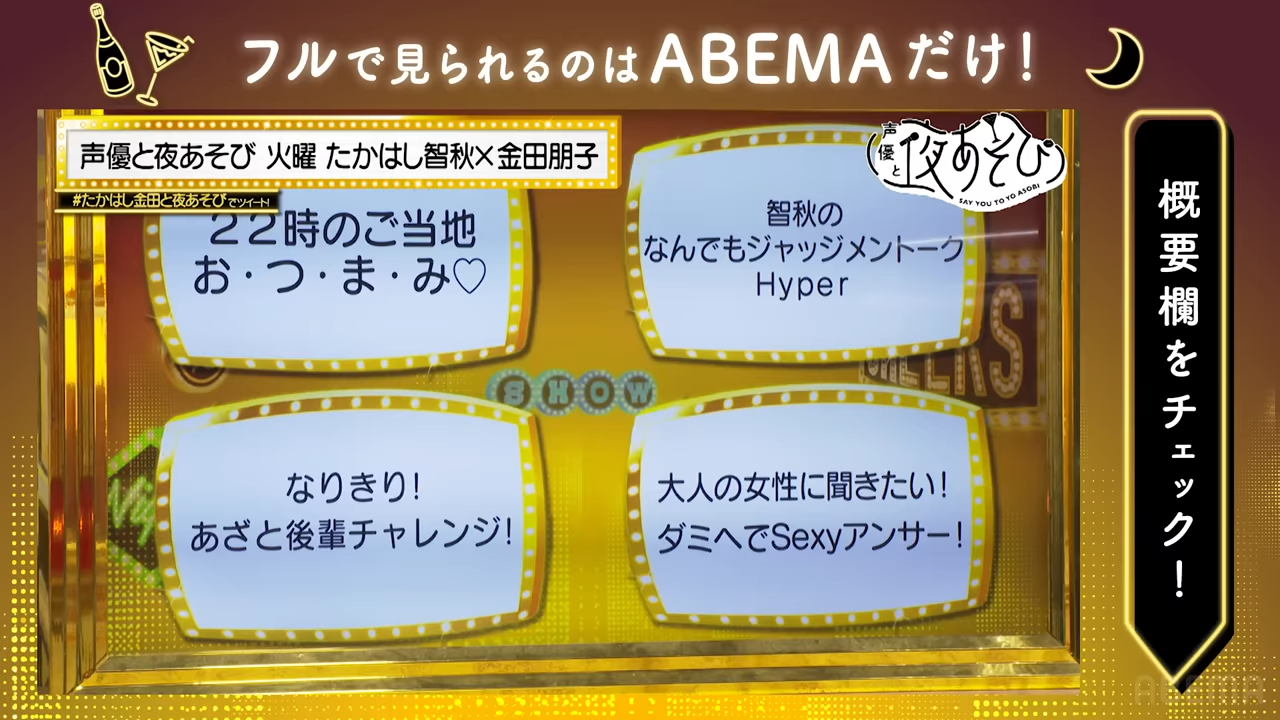 フルで見られるのはABEMAだけ!
声優と夜あそび 火曜 たかはし智秋×金田朋子
#たかはし金田と夜あそびでツイート!
声優と夜あそび
SAY YOU TO YO ASOBI
22時のご当地
お・つ・ま・み♡
智秋の
なんでもジャッジメントーク
Hyper
SHOW
なりきり!
あざと後輩チャレンジ!
大人の女性に聞きたい!
ダミヘでSexyアンサー!
概要欄をチェック!
ABEMA